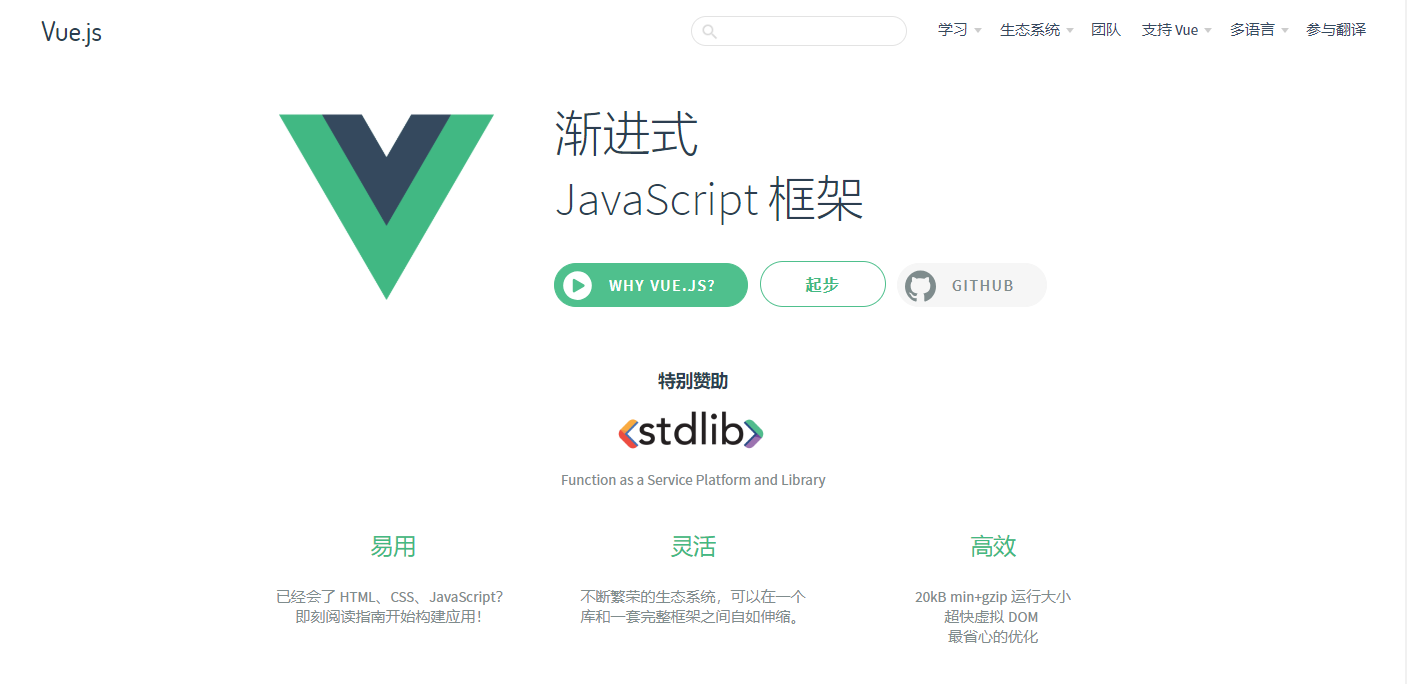 Vue.js
学习 生态系统 团队 支持 Vue 多语言 参与翻译
渐进式
JavaScript 框架
WHY VUE.JS? 起步 GITHUB
特别赞助
<stdlib>
Function as a Service Platform and Library
易用
已经会了 HTML、CSS、JavaScript？
即刻阅读指南开始构建应用！
灵活
不断繁荣的生态系统，可以在一个
库和一套完整框架之间自如伸缩。
高效
20kB min+gzip 运行大小
超快虚拟 DOM
最省心的优化